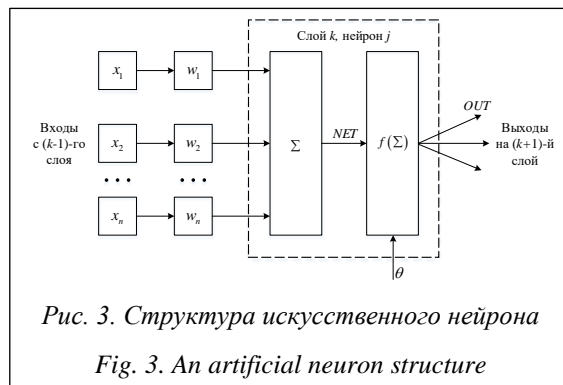 Слой k, нейрон j
x1 w1
OUT
Входы
с (k-1)-го
слоя
x2 w2 Σ NET f(Σ)
Выходы
на (k+1)-й
слой
... ...
xn wn
θ
Рис. 3. Структура искусственного нейрона
Fig. 3. An artificial neuron structure